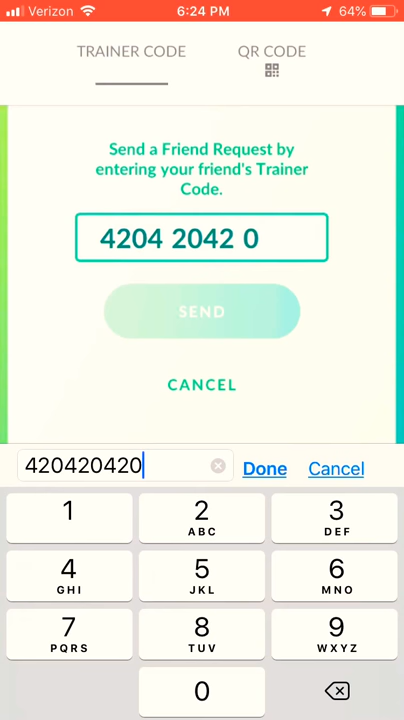 Verizon 6:24 PM 64%
TRAINER CODE QR CODE
Send a Friend Request by
entering your friend's Trainer
Code.
4204 2042 0
SEND
CANCEL
420420420 Done Cancel
1 2 3
ABC DEF
4 5 6
GHI JKL MNO
7 8 9
PQRS TUV WXYZ
0